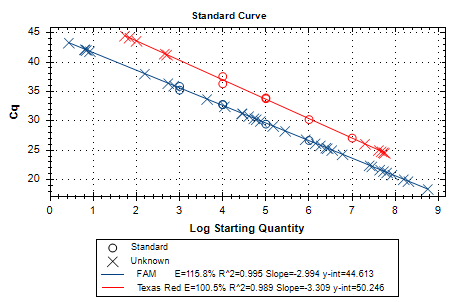 Standard Curve
45
40
35
30
25
20
Cq
0 1 2 3 4 5 6 7 8 9
Log Starting Quantity
Standard
Unknown
FAM E=115.8% R^2=0.995 Slope=-2.994 y-int=44.613
Texas Red E=100.5% R^2=0.989 Slope=-3.309 y-int=50.246